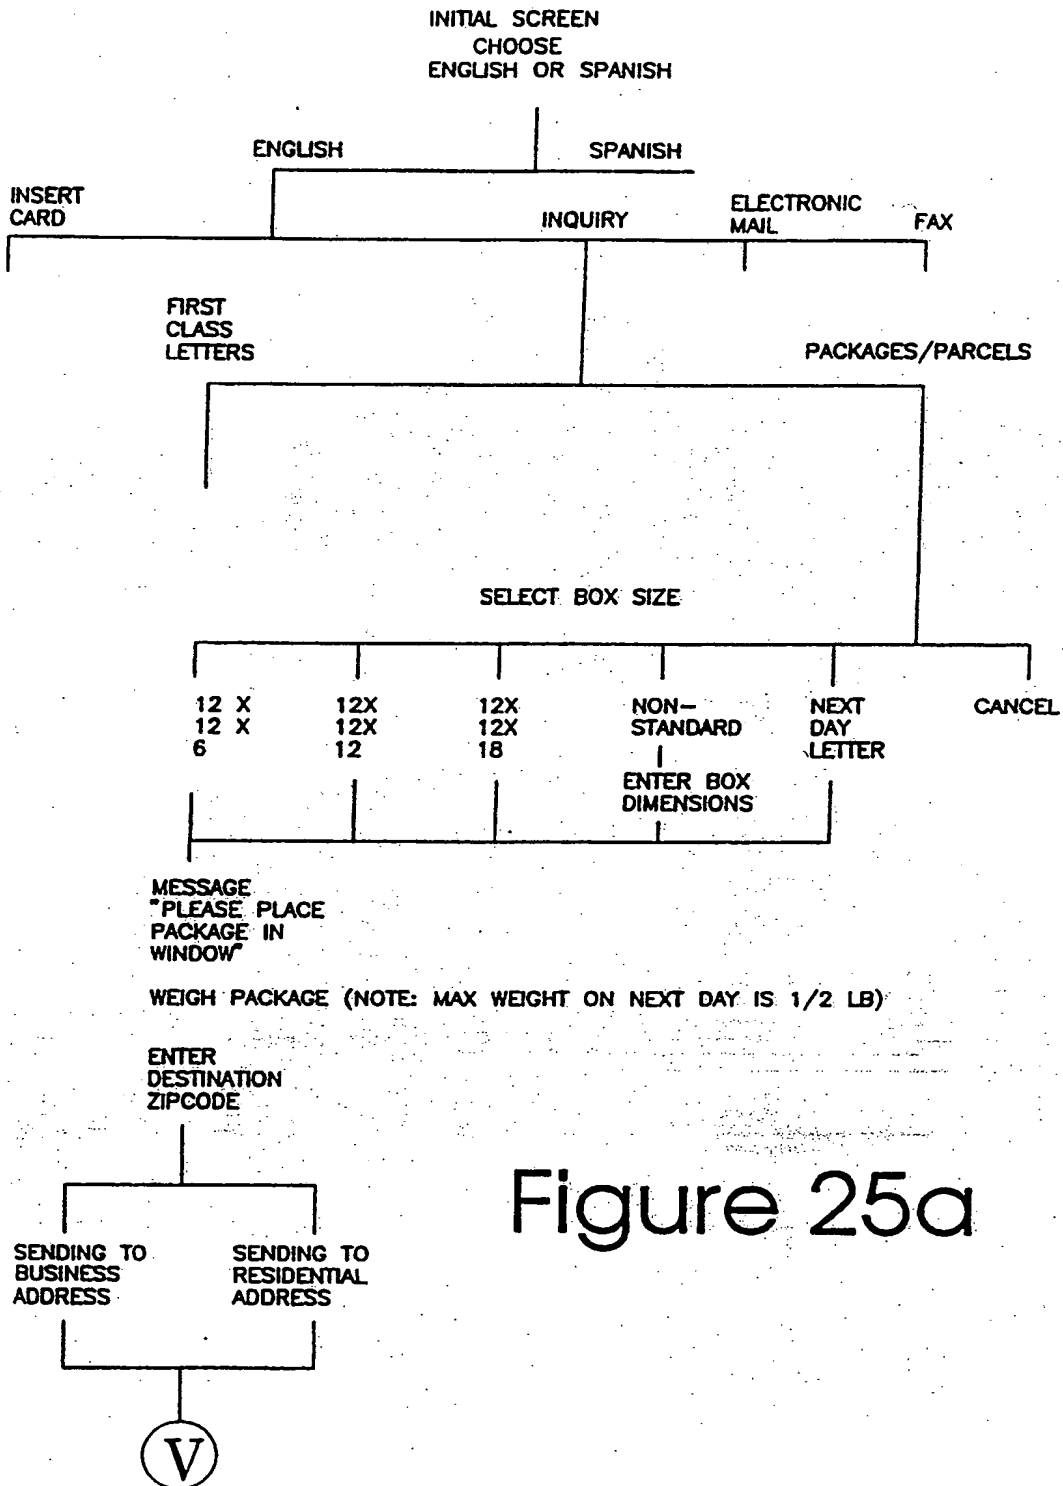 INITIAL SCREEN
CHOOSE
ENGLISH OR SPANISH
ENGLISH
SPANISH
INSERT
CARD
INQUIRY
ELECTRONIC
MAIL
FAX
FIRST
CLASS
LETTERS
PACKAGES/PARCELS
SELECT BOX SIZE
12 X
12 X
6
12X
12X
12
12X
12X
18
NON-
STANDARD
ENTER BOX
DIMENSIONS
NEXT
DAY
LETTER
CANCEL
MESSAGE
"PLEASE PLACE
PACKAGE IN
WINDOW"
WEIGH PACKAGE (NOTE: MAX WEIGHT ON NEXT DAY IS 1/2 LB)
ENTER
DESTINATION
ZIPCODE
SENDING TO
BUSINESS
ADDRESS
SENDING TO
RESIDENTIAL
ADDRESS
V
Figure 25a